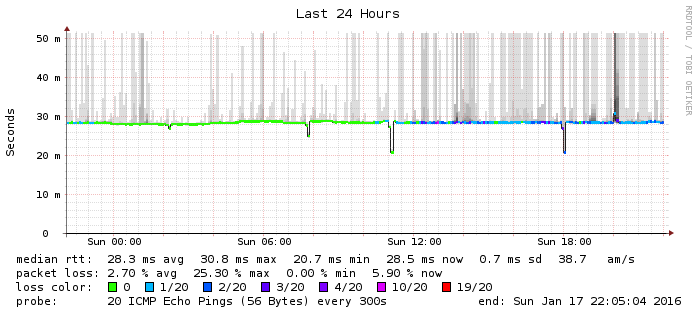 Last 24 Hours
RRDTOOL / TOBI OETIKER
Seconds
50 m
40 m
30 m
20 m
10 m
0
Sun 00:00 Sun 06:00 Sun 12:00 Sun 18:00
median rtt: 28.3 ms avg 30.8 ms max 20.7 ms min 28.5 ms now 0.7 ms sd 38.7 am/s
packet loss: 2.70 % avg 25.30 % max 0.00 % min 5.90 % now
loss color: 0 1/20 2/20 3/20 4/20 10/20 19/20
probe: 20 ICMP Echo Pings (56 Bytes) every 300s end: Sun Jan 17 22:05:04 2016